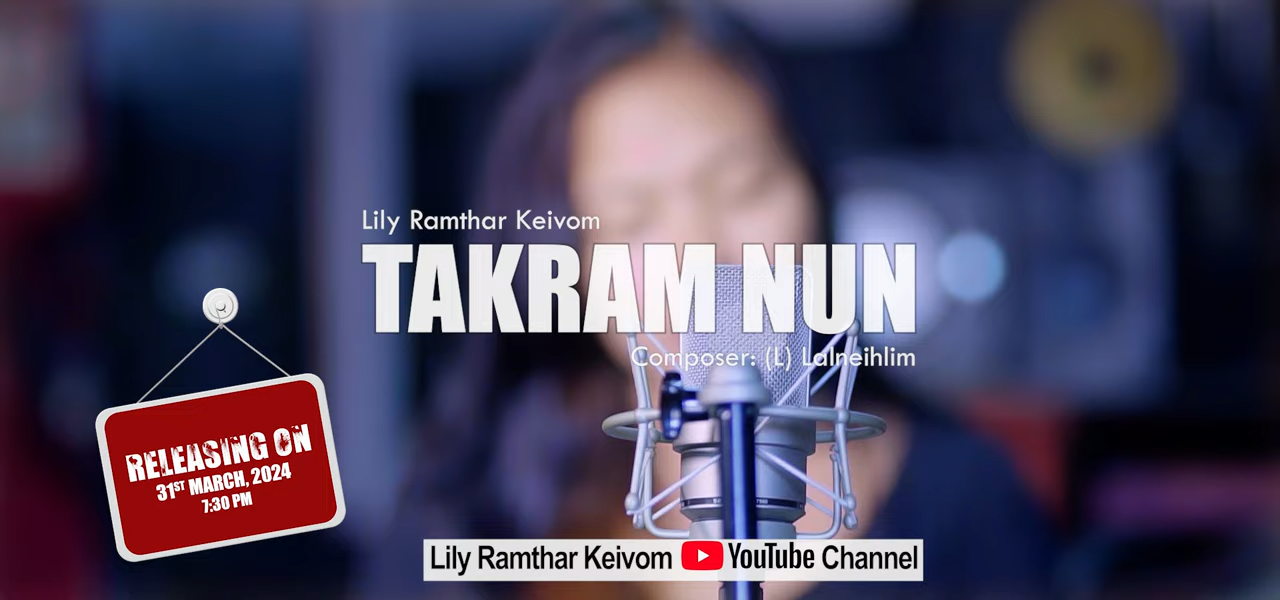 Lily Ramthar Keivom
TAKRAM NUN
Composer: (L) Lalneihlim
RELEASING ON
31ST MARCH, 2024
7:30 PM
Lily Ramthar Keivom YouTube Channel